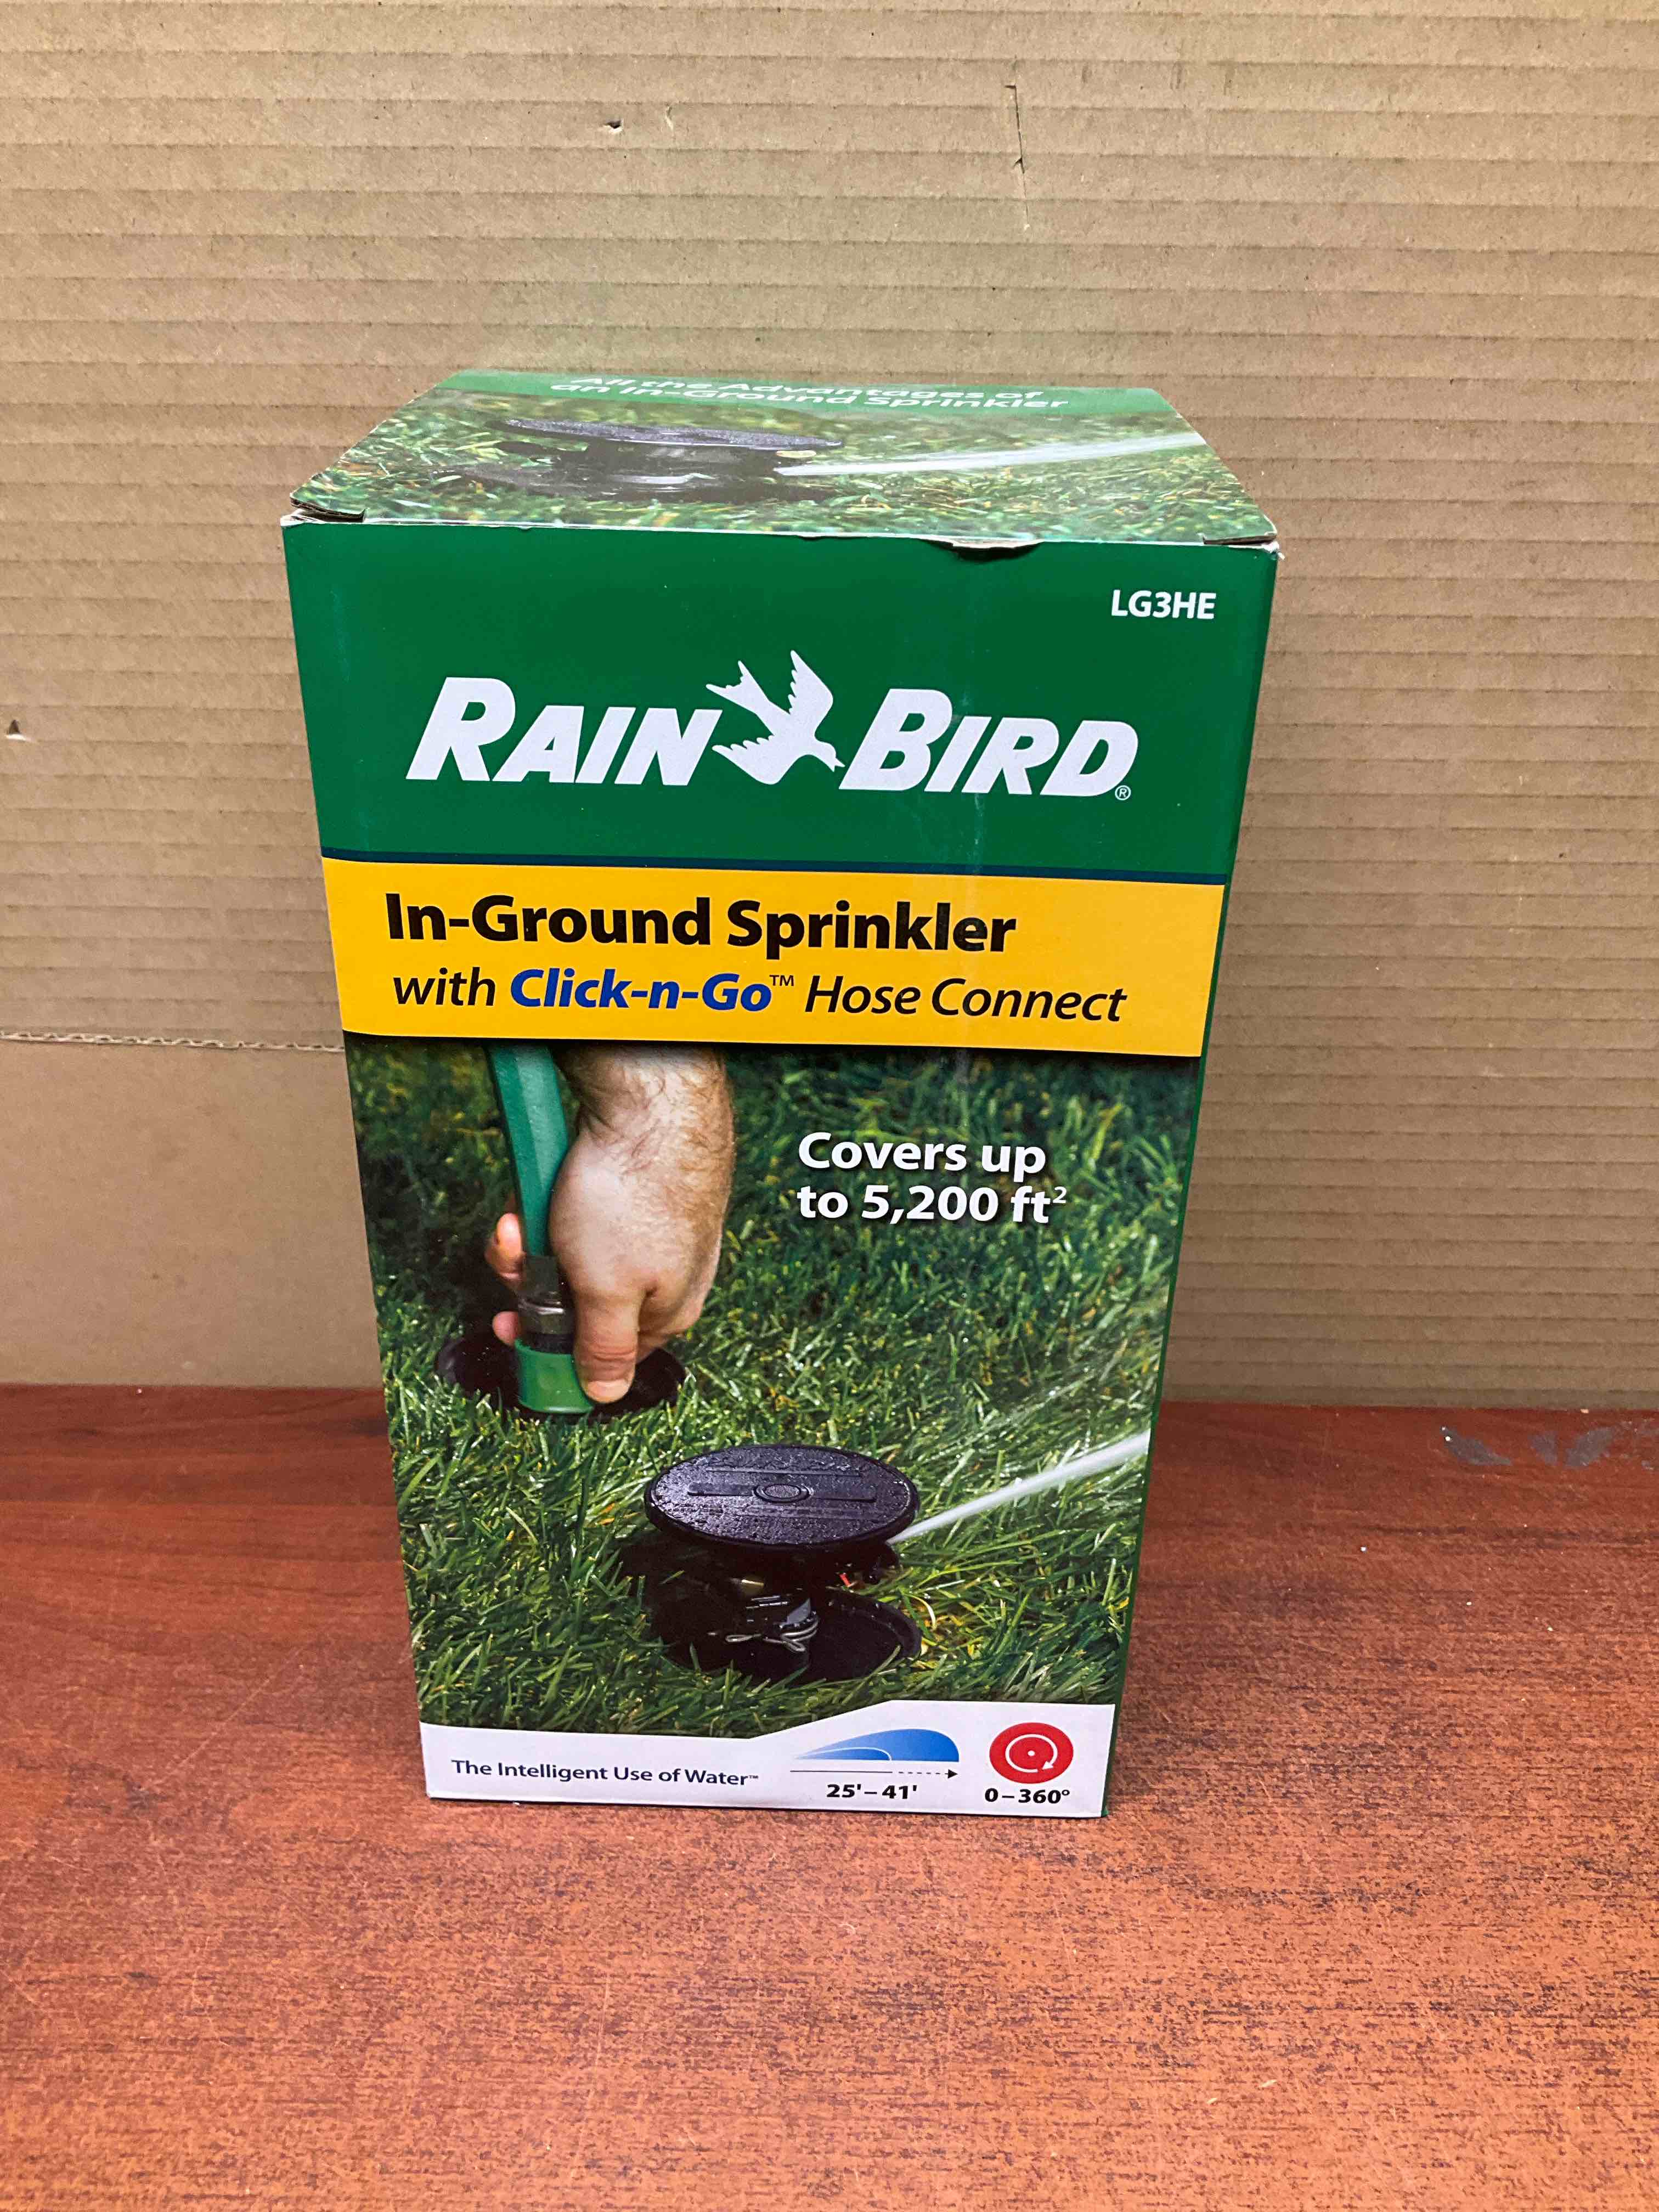 All the Advantages of
an In-Ground Sprinkler
LG3HE
RAIN BIRD®
In-Ground Sprinkler
with Click-n-Go™ Hose Connect
Covers up
to 5,200 ft²
The Intelligent Use of Water™
25'–41'
0–360°